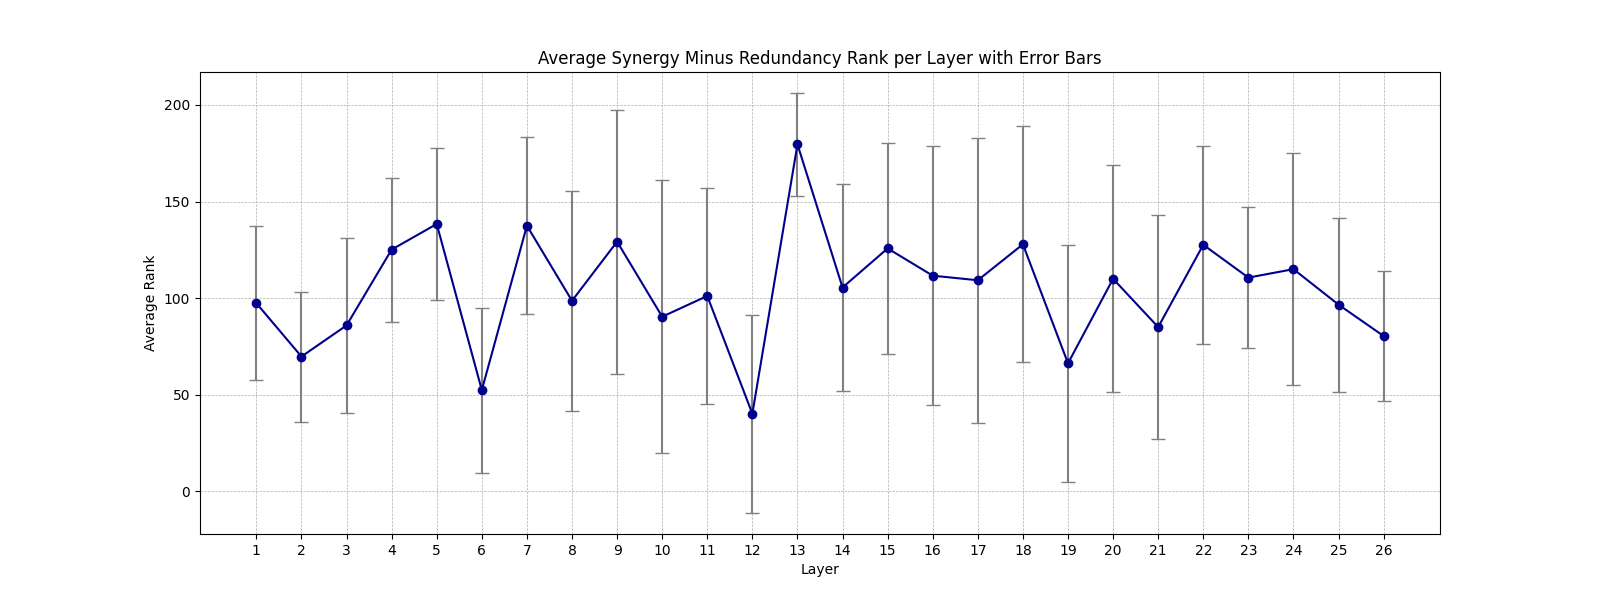 Average Synergy Minus Redundancy Rank per Layer with Error Bars
200
150
100
50
0
Average Rank
1 2 3 4 5 6 7 8 9 10 11 12 13 14 15 16 17 18 19 20 21 22 23 24 25 26
Layer